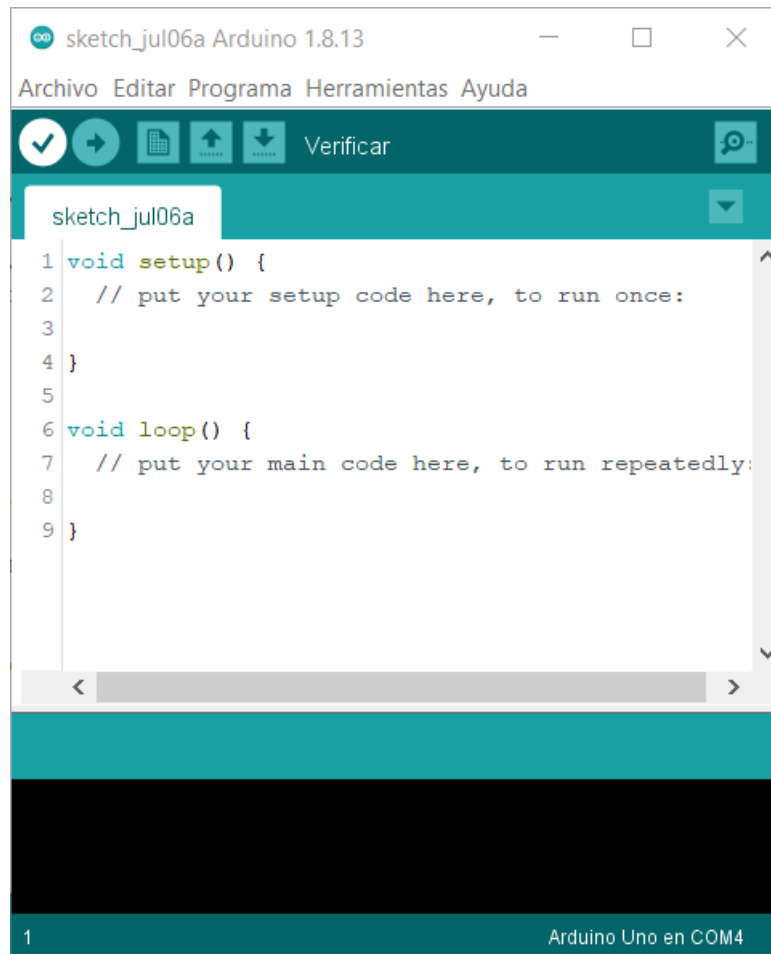 sketch_jul06a Arduino 1.8.13
Archivo Editar Programa Herramientas Ayuda
Verificar
sketch_jul06a
1 void setup() {
2   // put your setup code here, to run once:
3
4 }
5
6 void loop() {
7   // put your main code here, to run repeatedly:
8
9 }
1 Arduino Uno en COM4